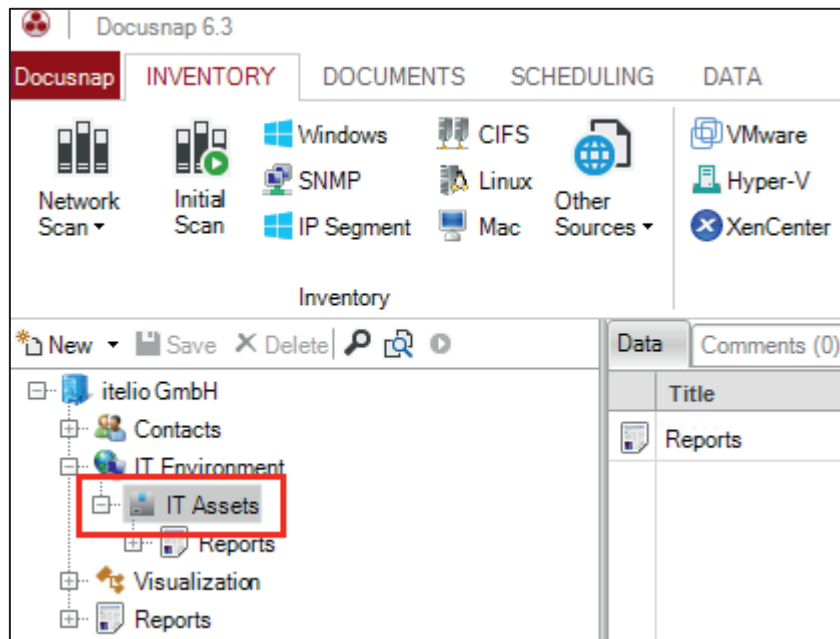 Docusnap 6.3
Docusnap INVENTORY DOCUMENTS SCHEDULING DATA
Network Scan
Initial Scan
Windows
SNMP
IP Segment
CIFS
Linux
Mac
Other Sources
VMware
Hyper-V
XenCenter
Inventory
New Save Delete
Data Comments (0)
itelio GmbH
Contacts
IT Environment
IT Assets
Reports
Visualization
Reports
Title
Reports